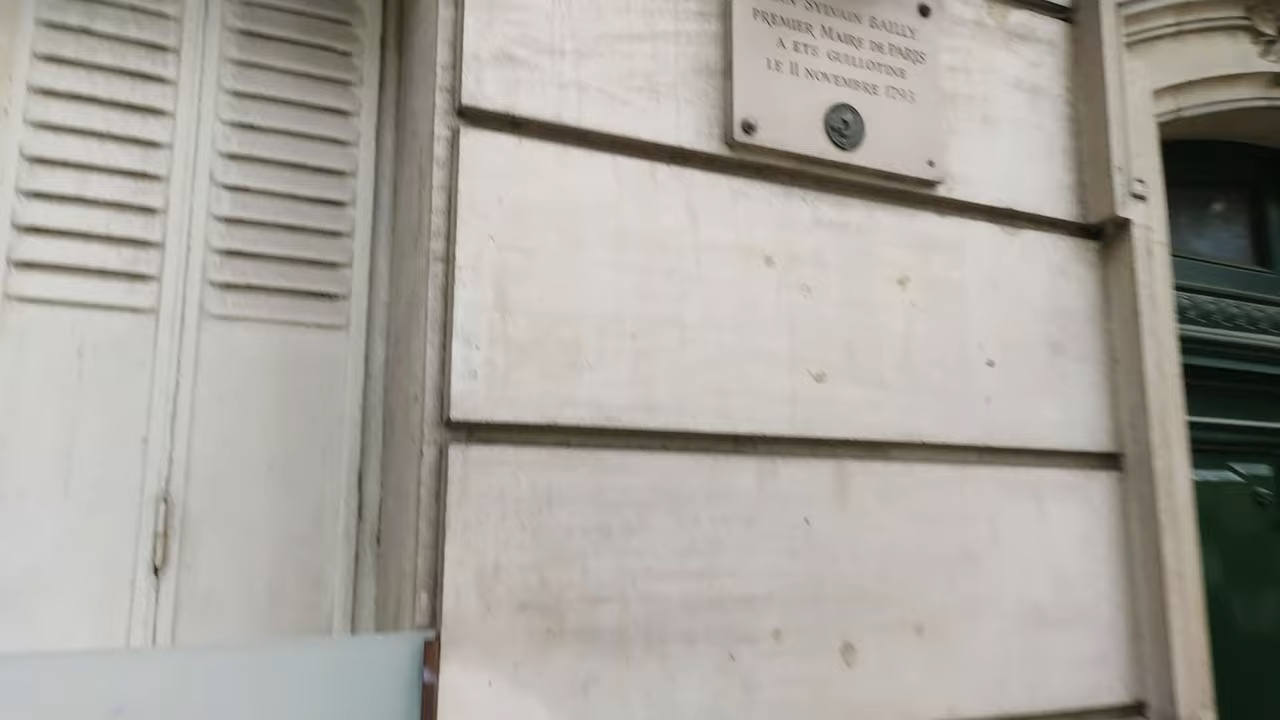 SYLVAIN BAILLY
PREMIER MAIRE DE PARIS
A ETE GUILLOTINE
LE 11 NOVEMBRE 1793